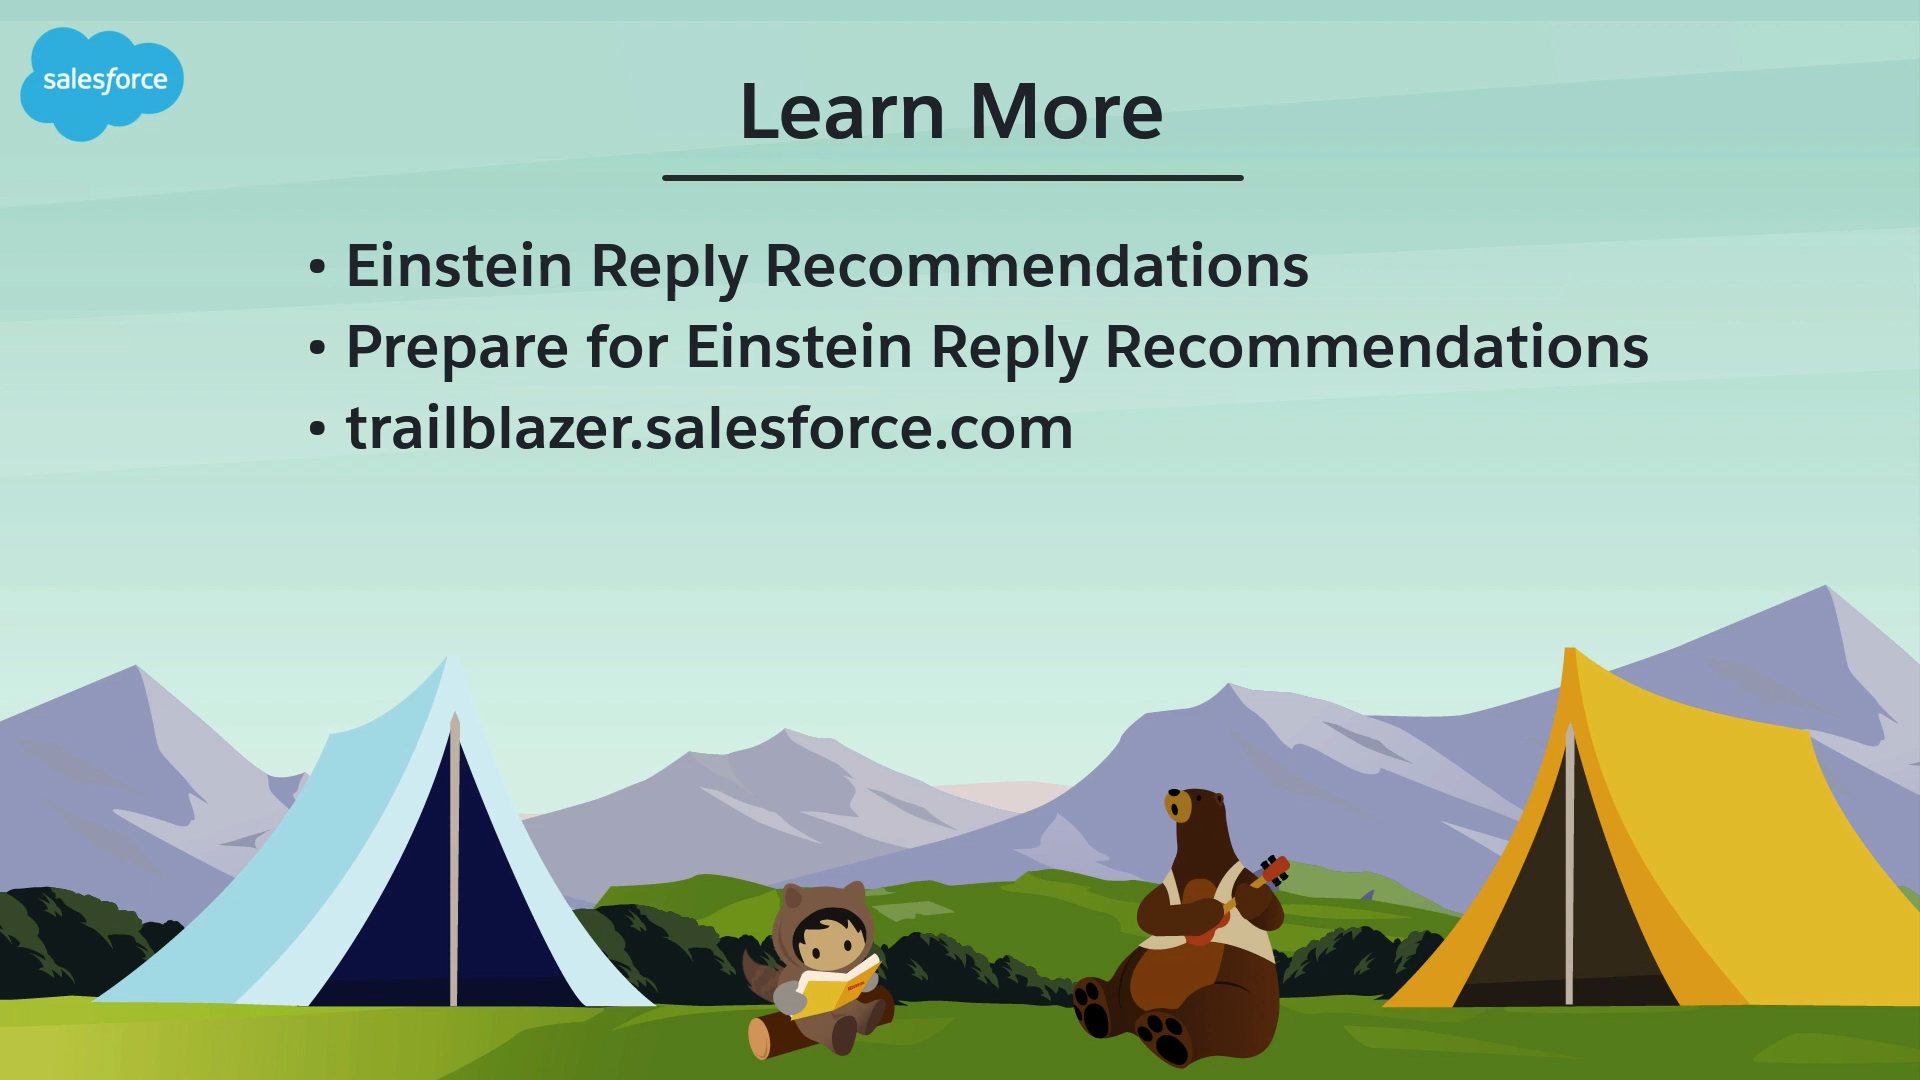 salesforce
Learn More
• Einstein Reply Recommendations
• Prepare for Einstein Reply Recommendations
• trailblazer.salesforce.com